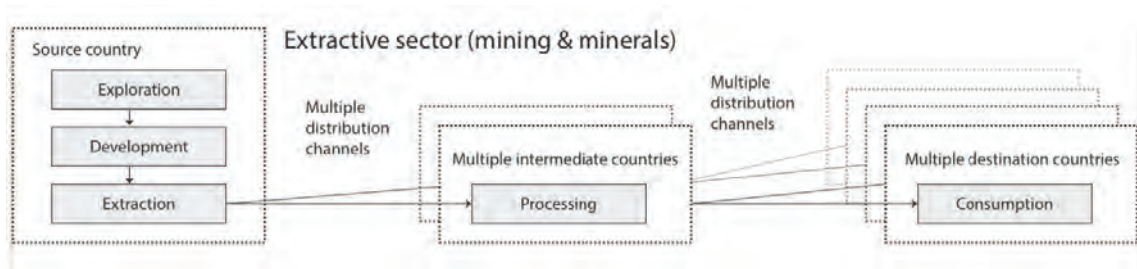 Extractive sector (mining & minerals)
Source country
Exploration
Development
Extraction
Multiple
distribution
channels
Multiple intermediate countries
Processing
Multiple
distribution
channels
Multiple destination countries
Consumption